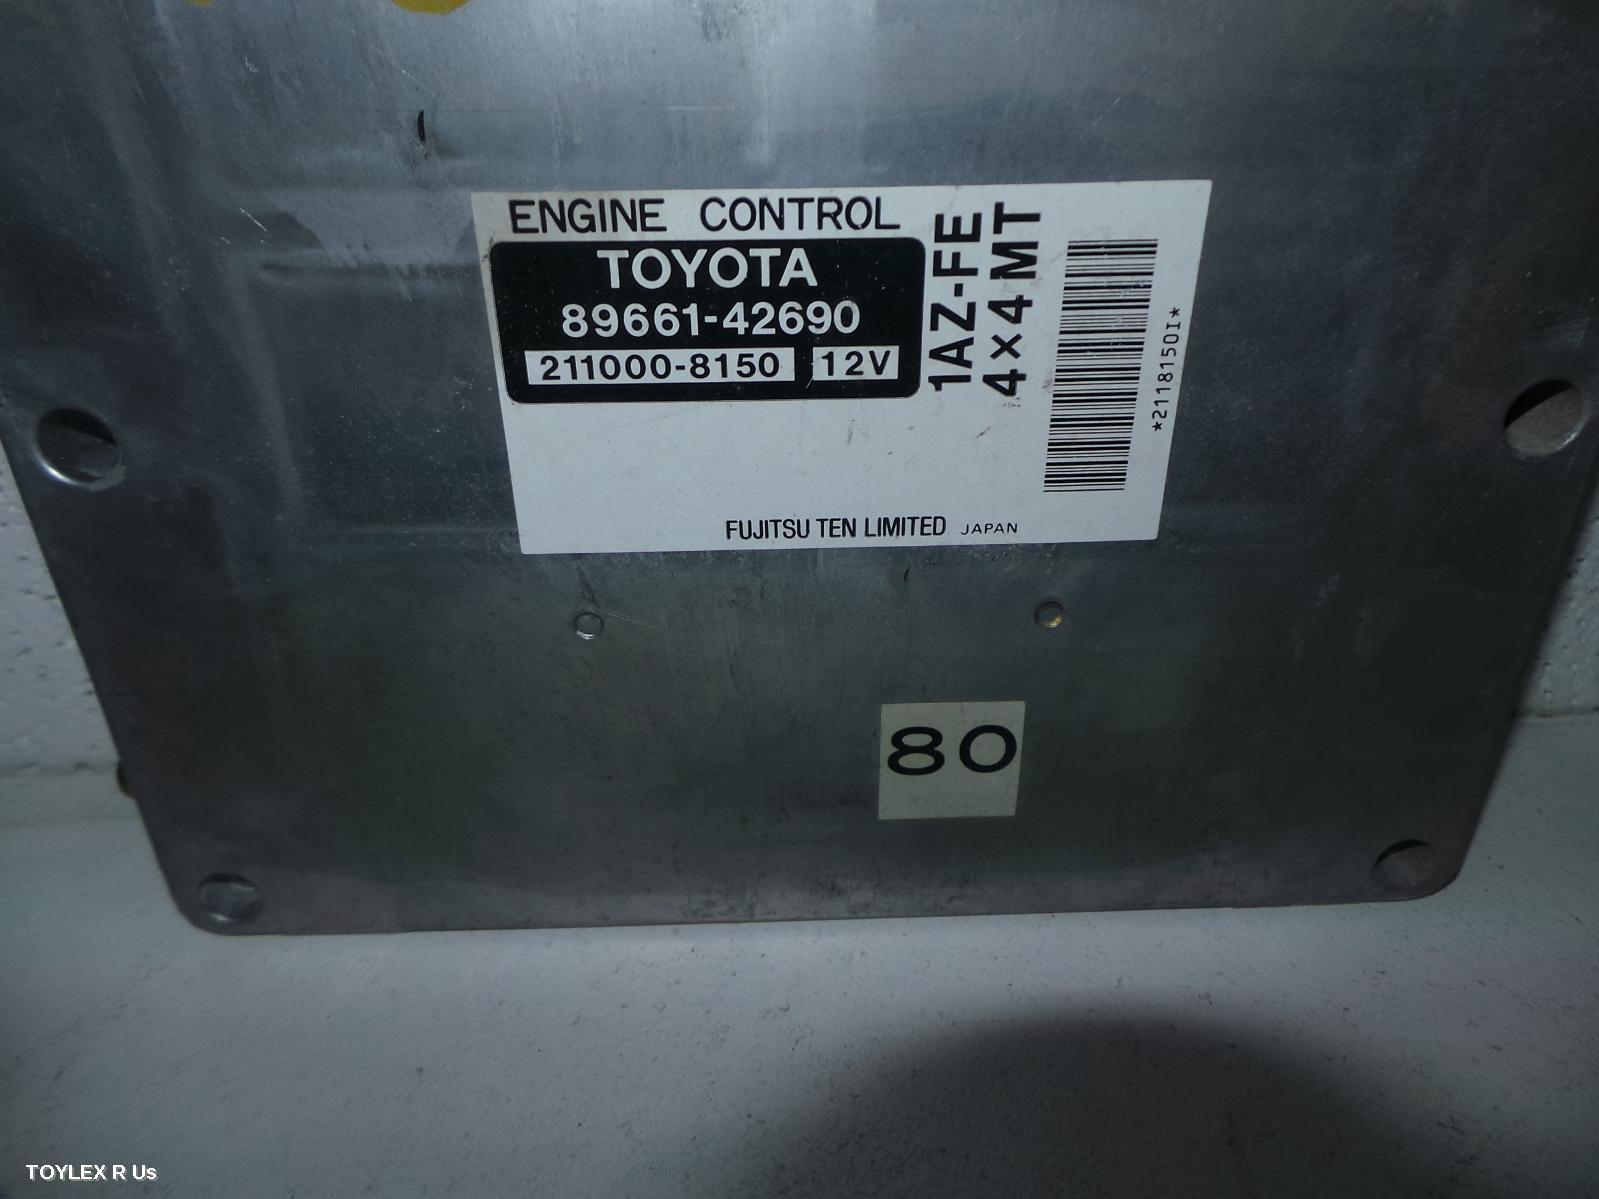 ENGINE CONTROL
TOYOTA
89661-42690
211000-8150 12V
1AZ-FE
4×4 MT
*2118150I*
FUJITSU TEN LIMITED JAPAN
80
TOYLEX R Us